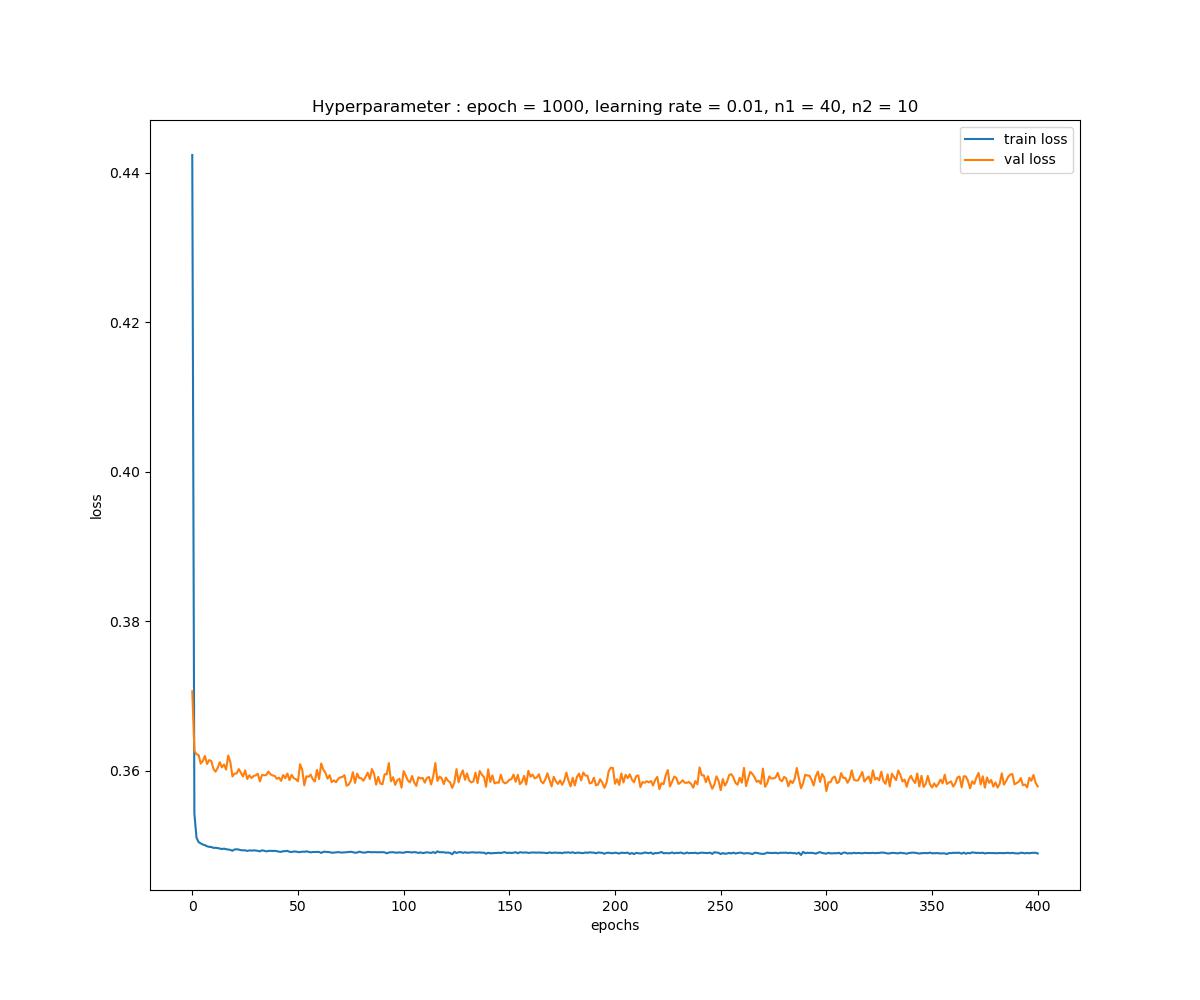 Hyperparameter : epoch = 1000, learning rate = 0.01, n1 = 40, n2 = 10
train loss
val loss
0.44
0.42
0.40
0.38
0.36
loss
0 50 100 150 200 250 300 350 400
epochs